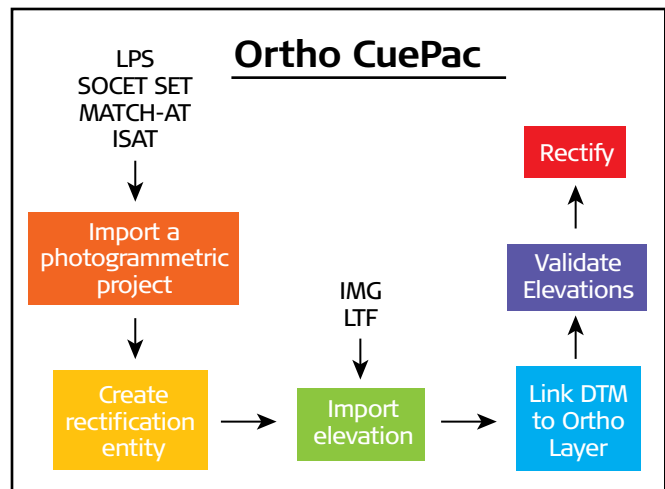 Ortho CuePac
LPS
SOCET SET
MATCH-AT
ISAT
Import a
photogrammetric
project
Create
rectification
entity
IMG
LTF
Import
elevation
Link DTM
to Ortho
Layer
Validate
Elevations
Rectify